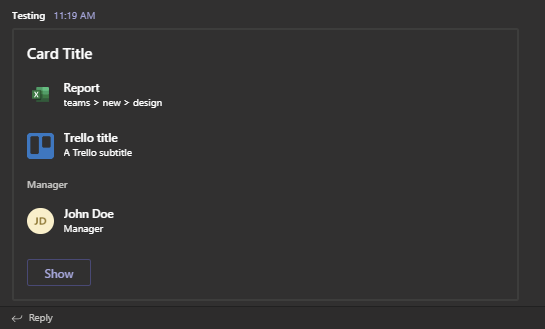 Testing 11:19 AM
Card Title
Report
teams > new > design
Trello title
A Trello subtitle
Manager
JD
John Doe
Manager
Show
Reply